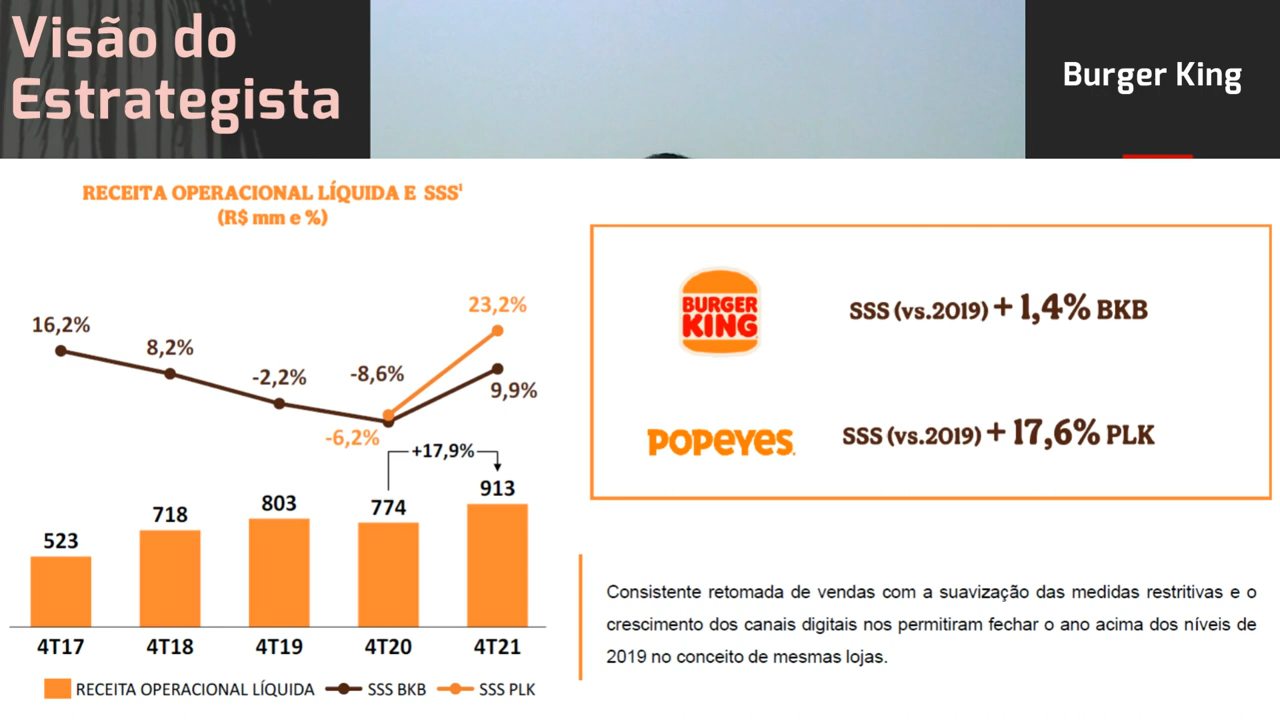 Visão do
Estrategista
Burger King
RECEITA OPERACIONAL LÍQUIDA E SSS¹
(R$ mm e %)
16,2%
8,2%
-2,2%
-8,6%
-6,2%
23,2%
9,9%
+17,9%
523
718
803
774
913
4T17 4T18 4T19 4T20 4T21
RECEITA OPERACIONAL LÍQUIDA SSS BKB SSS PLK
BURGER
KING
SSS (vs.2019) + 1,4% BKB
POPEYES
SSS (vs.2019) + 17,6% PLK
Consistente retomada de vendas com a suavização das medidas restritivas e o
crescimento dos canais digitais nos permitiram fechar o ano acima dos níveis de
2019 no conceito de mesmas lojas.